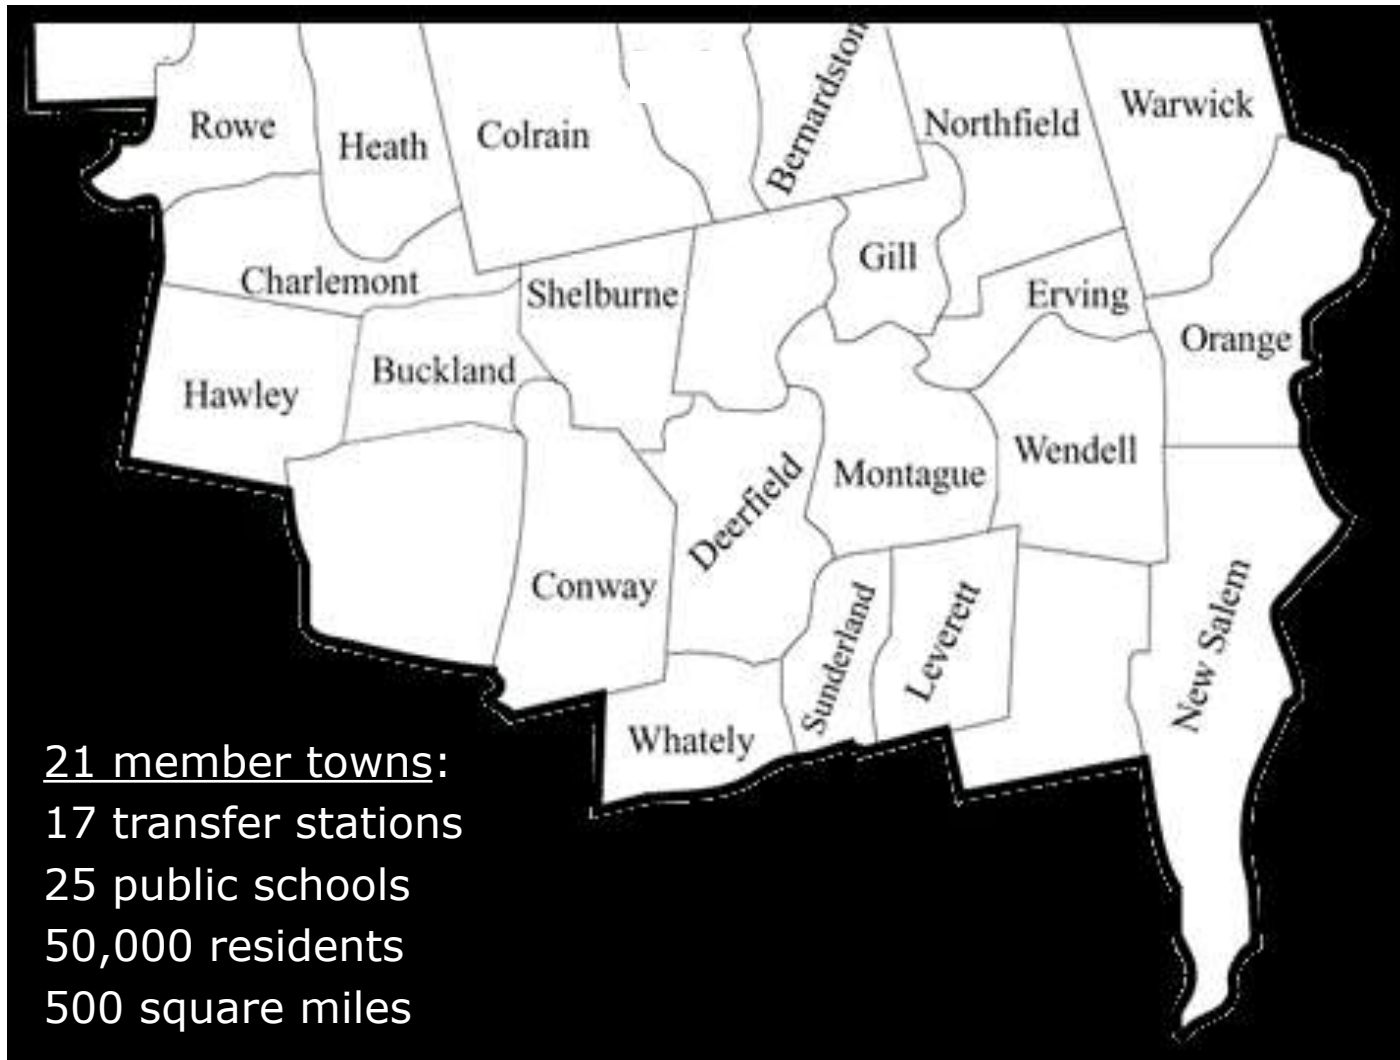 Bernardston
Warwick
Northfield
Rowe
Colrain
Heath
Gill
Charlemont
Shelburne
Erving
Orange
Buckland
Hawley
Wendell
Montague
Deerfield
Conway
Sunderland
Leverett
New Salem
Whately
21 member towns:
17 transfer stations
25 public schools
50,000 residents
500 square miles